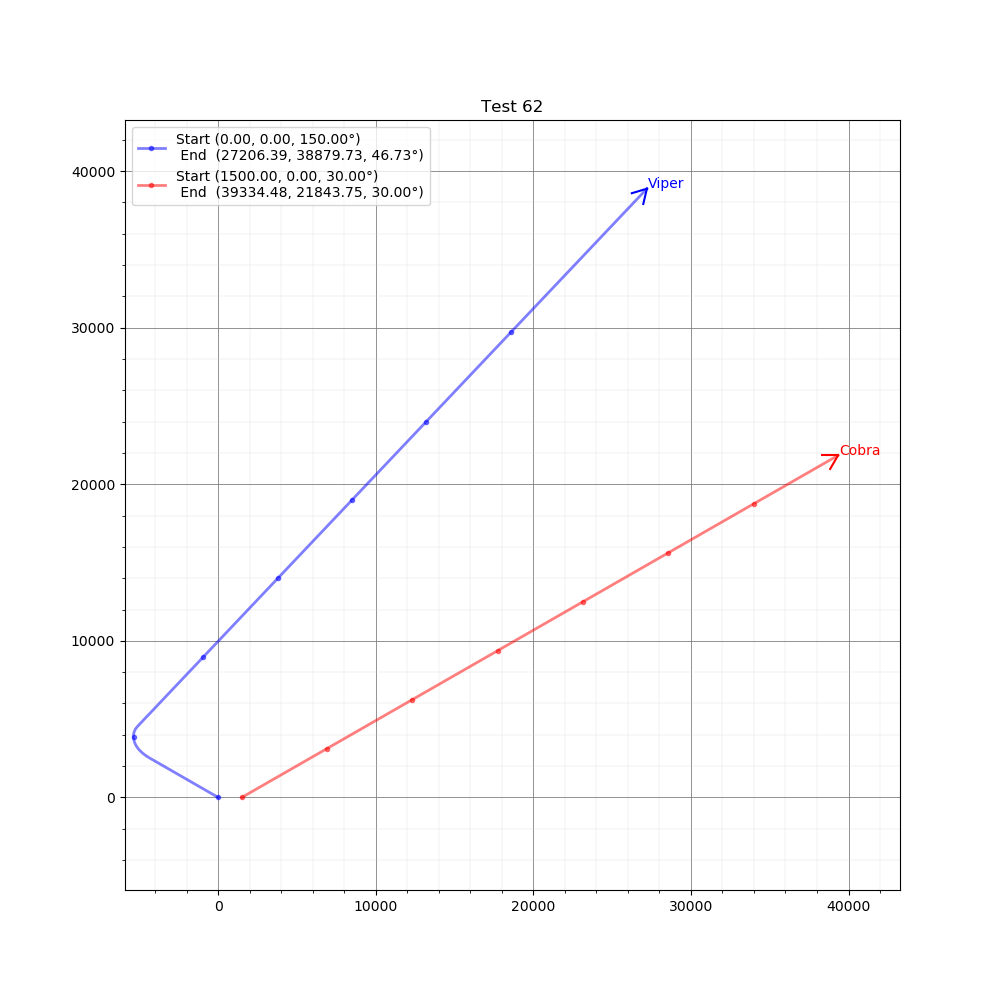 Test 62
Start (0.00, 0.00, 150.00°)
End  (27206.39, 38879.73, 46.73°)
Start (1500.00, 0.00, 30.00°)
End  (39334.48, 21843.75, 30.00°)
Viper
Cobra
40000
30000
20000
10000
0
0
10000
20000
30000
40000